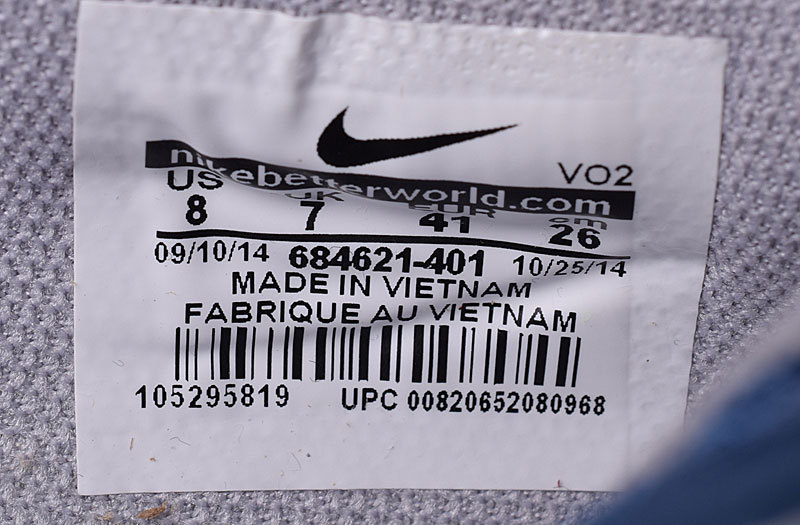 nikebetterworld.com VO2
US UK EUR cm
8 7 41 26
09/10/14 684621-401 10/25/14
MADE IN VIETNAM
FABRIQUE AU VIETNAM
105295819 UPC 00820652080968